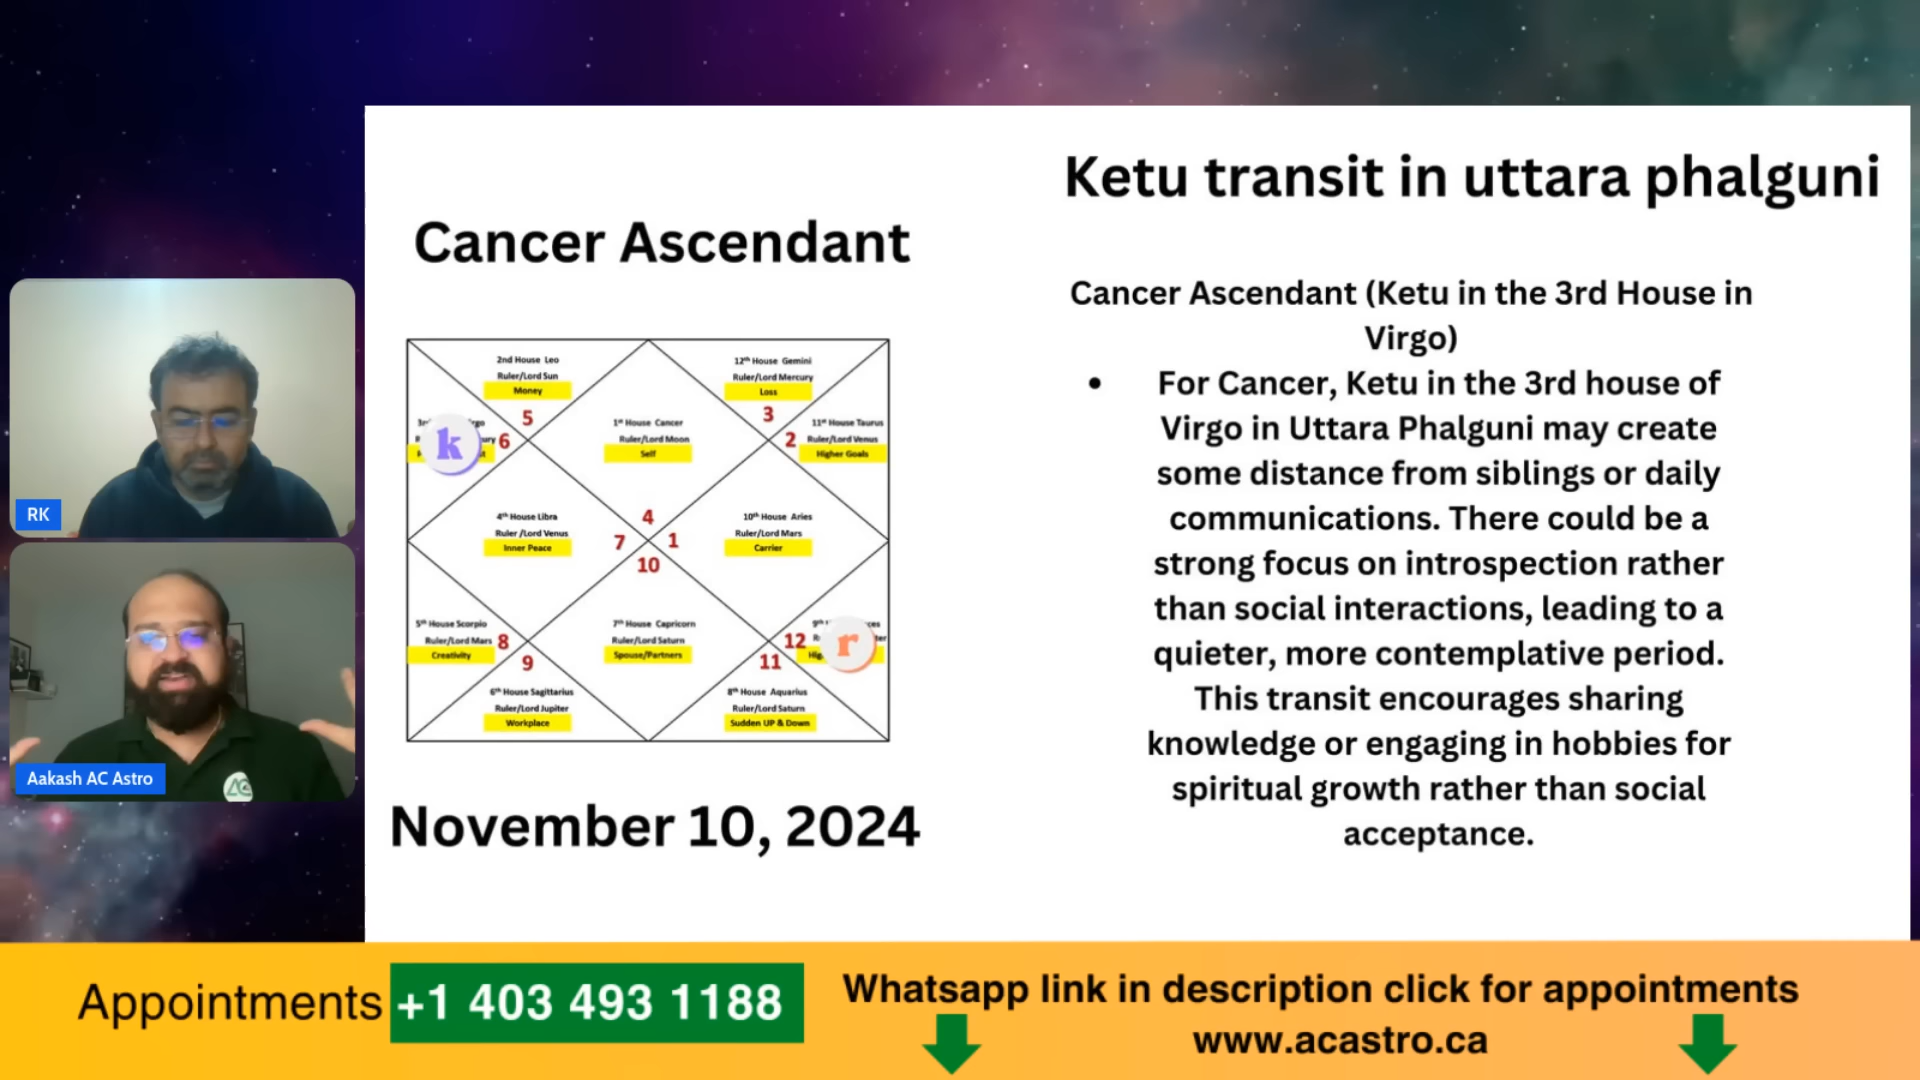 Ketu transit in uttara phalguni
Cancer Ascendant
Cancer Ascendant (Ketu in the 3rd House in
Virgo)
• For Cancer, Ketu in the 3rd house of
Virgo in Uttara Phalguni may create
some distance from siblings or daily
communications. There could be a
strong focus on introspection rather
than social interactions, leading to a
quieter, more contemplative period.
This transit encourages sharing
knowledge or engaging in hobbies for
spiritual growth rather than social
acceptance.
2nd House Leo
Ruler/Lord Sun
Money
5
12th House Gemini
Ruler/Lord Mercury
Loss
3
k
6
1st House Cancer
Ruler/Lord Moon
Self
11th House Taurus
2 Ruler/Lord Venus
Higher Goals
4th House Libra
Ruler /Lord Venus
Inner Peace
4
7
1
10
10th House Aries
Ruler/Lord Mars
Carrier
5th House Scorpio
Ruler/Lord Mars 8
Creativity
9
7th House Capricorn
Ruler/Lord Saturn
Spouse/Partners
12
r
11
6th House Sagittarius
Ruler/Lord Jupiter
Workplace
8th House Aquarius
Ruler/Lord Saturn
Sudden UP & Down
November 10, 2024
RK
Aakash AC Astro
AC
Appointments +1 403 493 1188
Whatsapp link in description click for appointments
www.acastro.ca